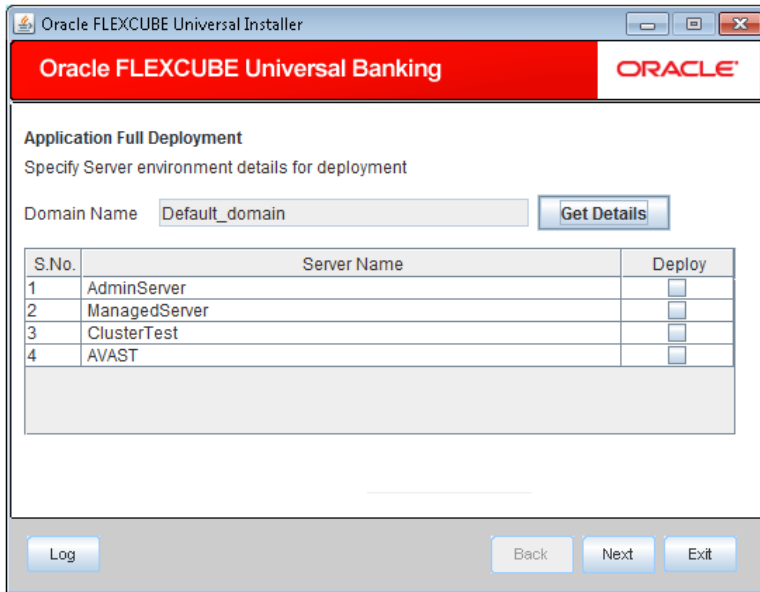 Oracle FLEXCUBE Universal Installer
Oracle FLEXCUBE Universal Banking
ORACLE
Application Full Deployment
Specify Server environment details for deployment
Domain Name Default_domain Get Details
S.No. Server Name Deploy
1 AdminServer
2 ManagedServer
3 ClusterTest
4 AVAST
Log Back Next Exit